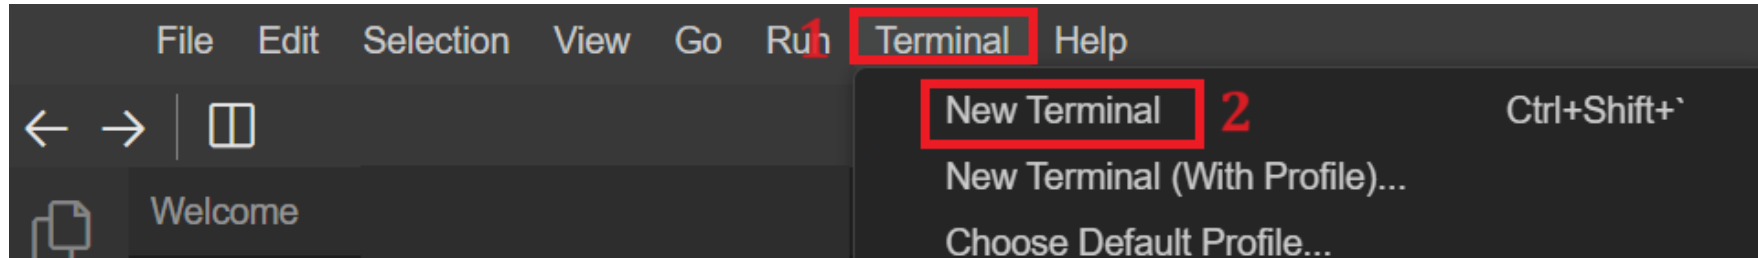 File Edit Selection View Go Run 1 Terminal Help
New Terminal 2 Ctrl+Shift+`
New Terminal (With Profile)...
Welcome
Choose Default Profile...